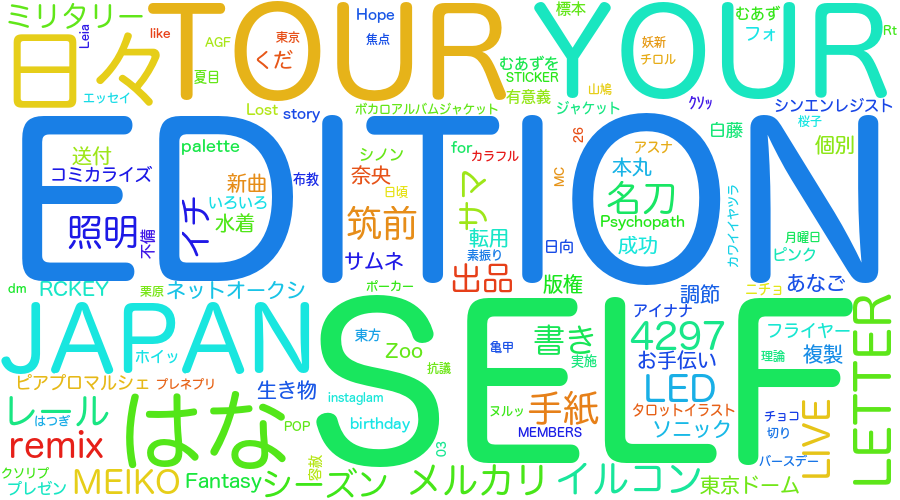 ミリタリー
TOUR
YOUR
日々
Leia
like
AGF
夏目
エッセイ
東京
くだ
Hope
焦点
Lost
story
ボカロアルバムジャケット
標本
むあずを
STICKER
有意義
ジャケット
妖新
チロル
山鳩
むあず
フォ
Rt
クリッ
シンエンレジスト
桜子
EDITION
送付
コミカライズ
palette
新曲
いろいろ
水着
布教
照明
不備
イチ
シノン
奈央
日頃
筑前
サムネ
for
カラフル
サマ
転用
素振り
出品
MC
26
日向
アスナ
本丸
名刀
Psychopath
成功
白藤
個別
カワイイヤツラ
月曜日
ピンク
あなご
dm
RCKEY
栗原
ネットオークシ
ポーカー
版権
調節
ニチョ
JAPAN
SELF
ホイッ
東方
Zoo
抗議
亀甲
書き
実施
アイナナ
4297
お手伝い
フライヤー
理論
複製
LETTER
ピアプロマルシェ
プレネプリ
生き物
instaglam
birthday
POP
レール
はつぎ
はな
remix
ヌルッ
手紙
MEMBERS
LED
タロットイラスト
ソニック
チョコ
切り
LIVE
バースデー
クソリプ
プレゼン
MEIKO
Fantasy
シーズン
容赦
03
メルカリ
イルコン
東京ドーム